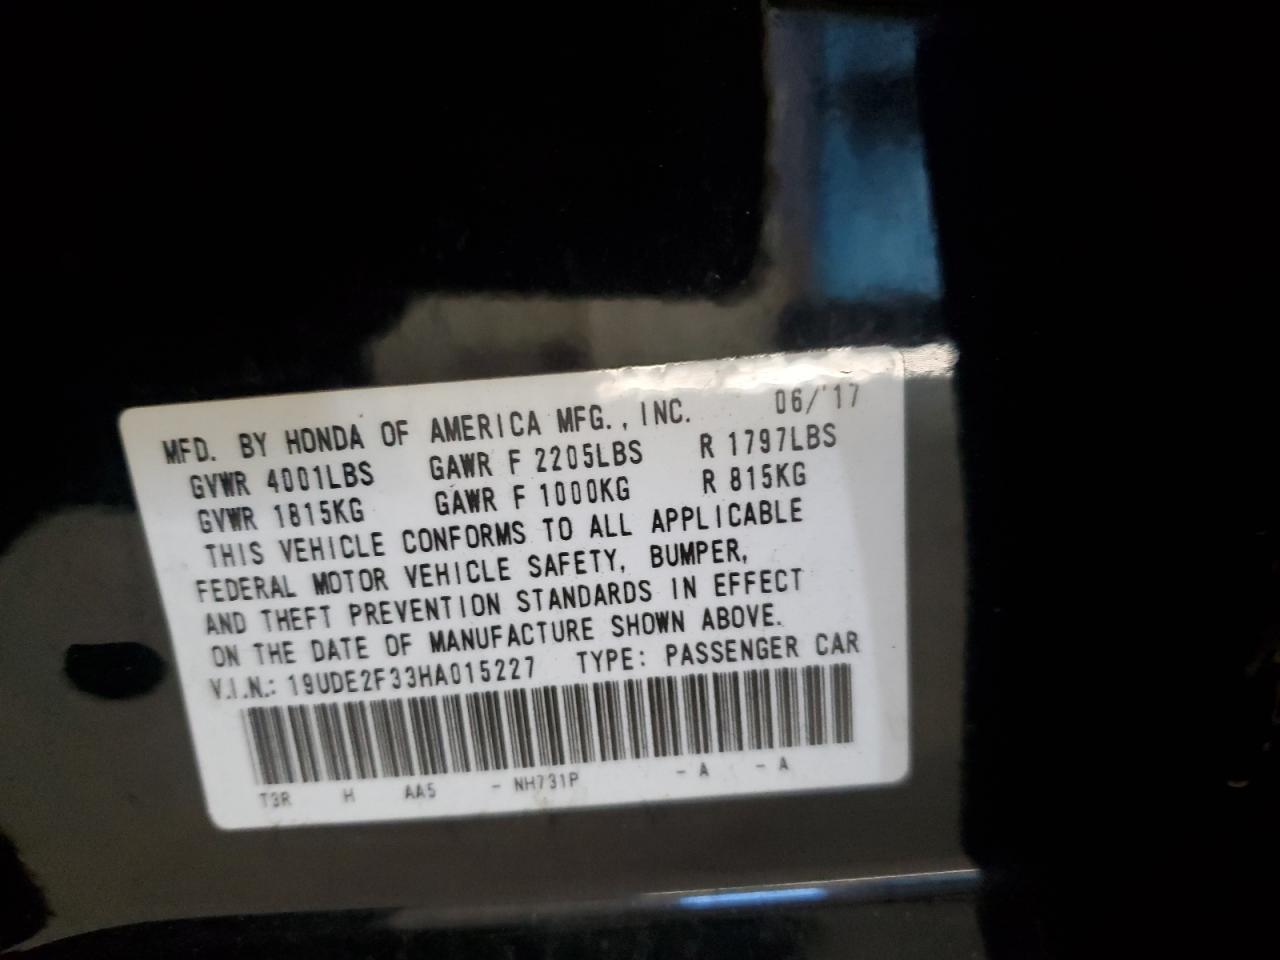 MFD. BY HONDA OF AMERICA MFG., INC. 06/'17
GVWR 4001LBS GAWR F 2205LBS R 1797LBS
GVWR 1815KG GAWR F 1000KG R 815KG
THIS VEHICLE CONFORMS TO ALL APPLICABLE
FEDERAL MOTOR VEHICLE SAFETY, BUMPER,
AND THEFT PREVENTION STANDARDS IN EFFECT
ON THE DATE OF MANUFACTURE SHOWN ABOVE.
V.I.N.: 19UDE2F33HA015227 TYPE: PASSENGER CAR
T3R H AA5 - NH731P - A - A